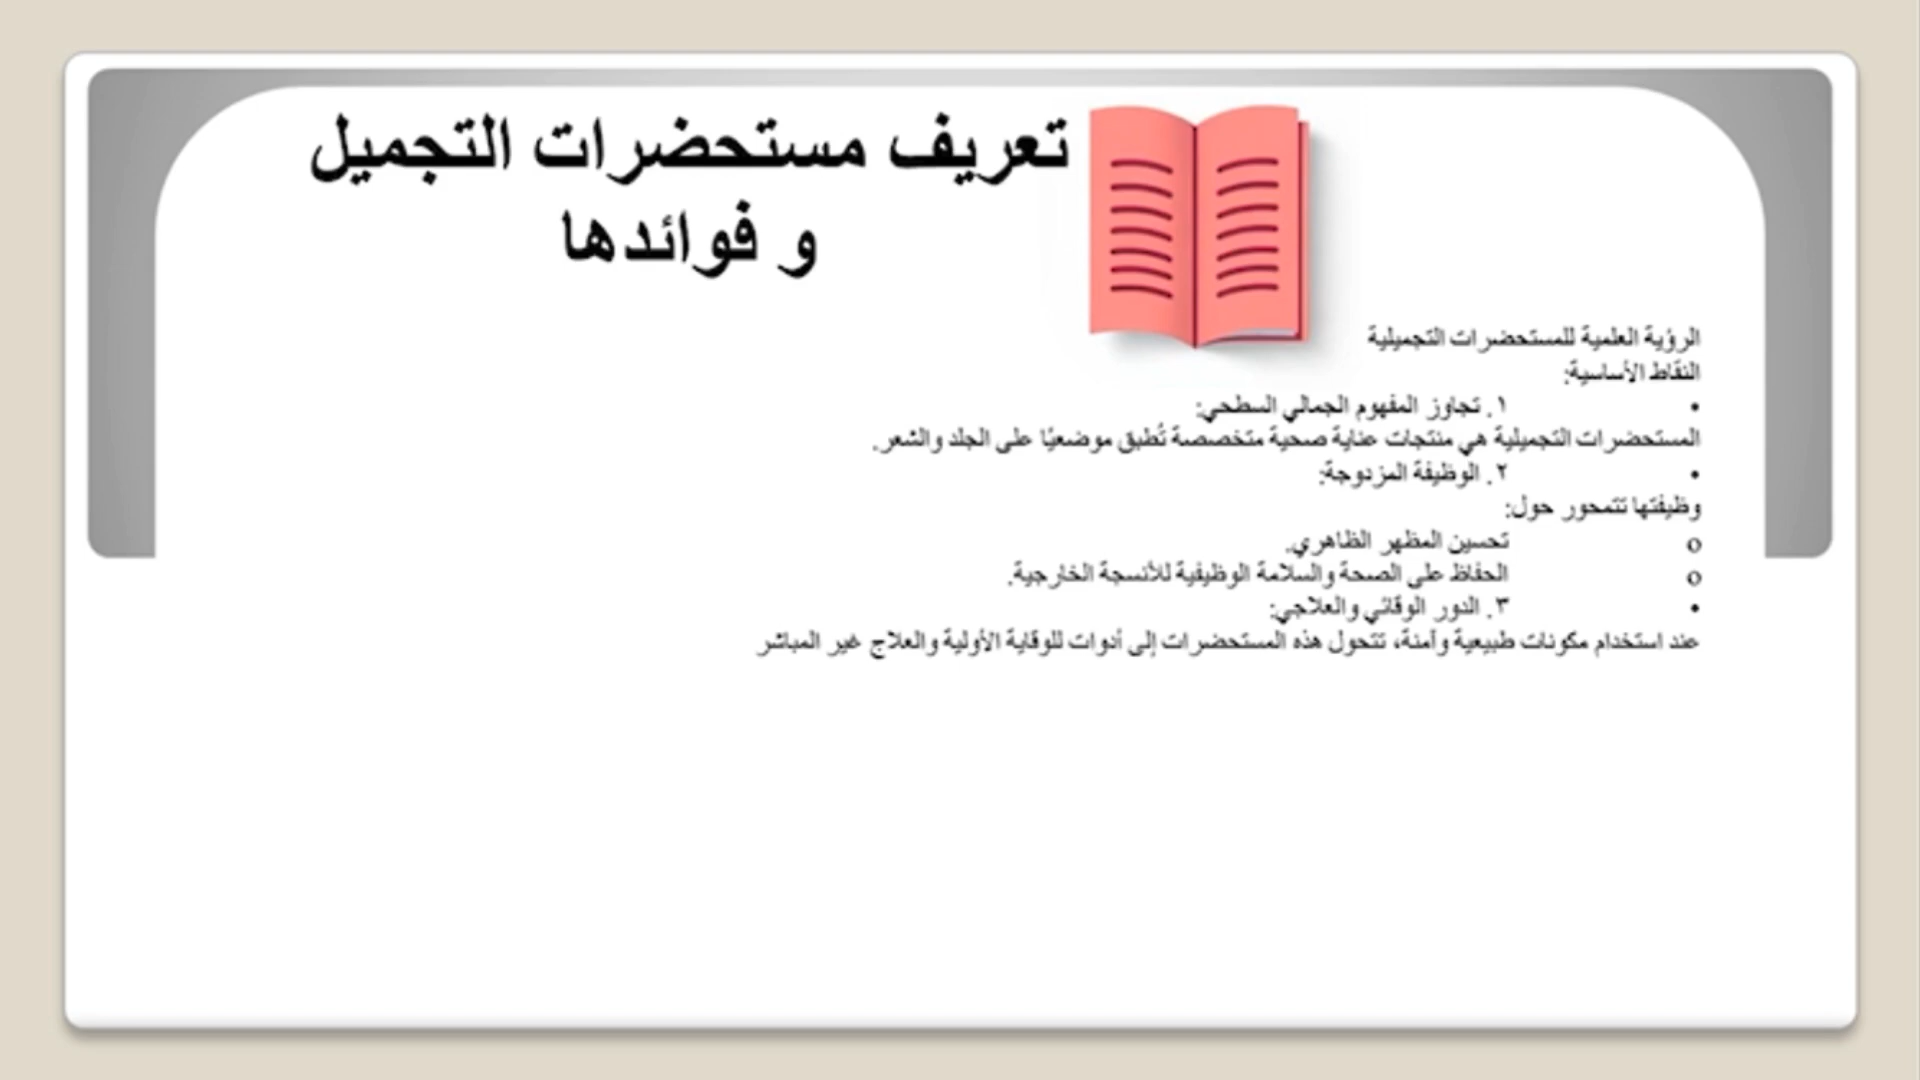 تعريف مستحضرات التجميل
و فوائدها
الرؤية العلمية للمستحضرات التجميلية
النقاط الأساسية:
• ١. تجاوز المفهوم الجمالي السطحي:
المستحضرات التجميلية هي منتجات عناية صحية متخصصة تُطبق موضعيًا على الجلد والشعر.
• ٢. الوظيفة المزدوجة:
وظيفتها تتمحور حول:
o تحسين المظهر الظاهري.
o الحفاظ على الصحة والسلامة الوظيفية للأنسجة الخارجية.
• ٣. الدور الوقائي والعلاجي:
عند استخدام مكونات طبيعية وآمنة، تتحول هذه المستحضرات إلى أدوات للوقاية الأولية والعلاج غير المباشر